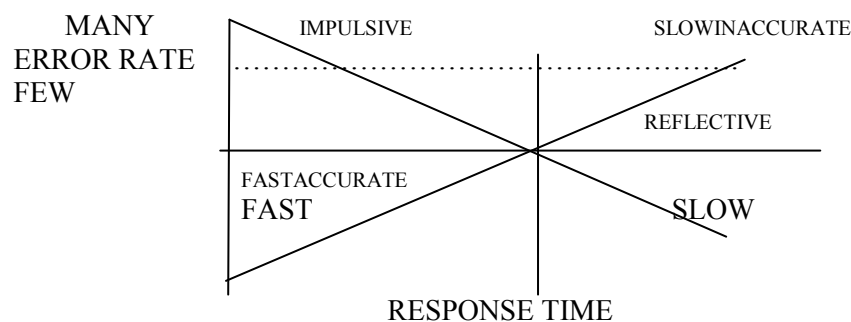 MANY
IMPULSIVE
SLOWINACCURATE
ERROR RATE
FEW
REFLECTIVE
FASTACCURATE
FAST
SLOW
RESPONSE TIME